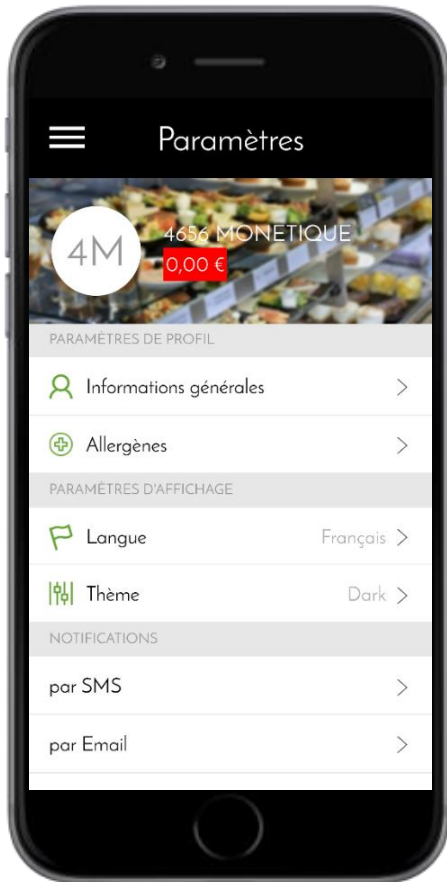 Paramètres
4M
4656 MONETIQUE
0,00 €
PARAMÈTRES DE PROFIL
Informations générales
Allergènes
PARAMÈTRES D'AFFICHAGE
Langue Français
Thème Dark
NOTIFICATIONS
par SMS
par Email